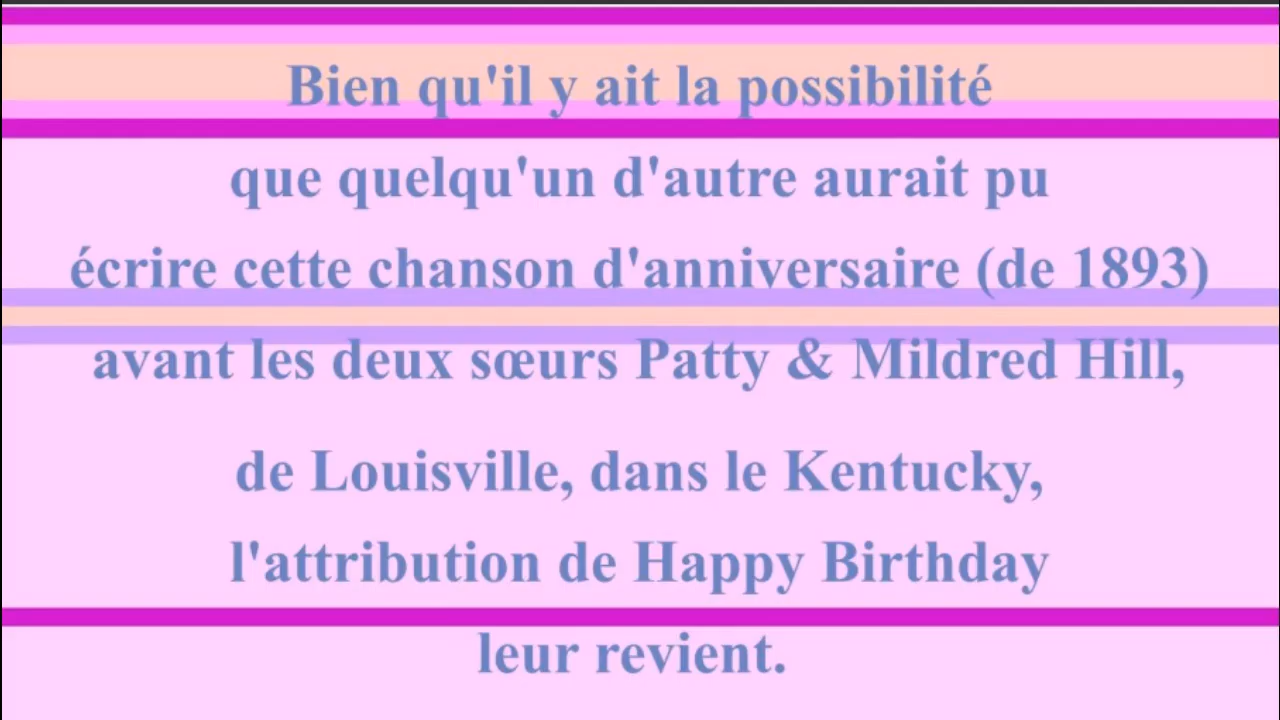 Bien qu'il y ait la possibilité
que quelqu'un d'autre aurait pu
écrire cette chanson d'anniversaire (de 1893)
avant les deux sœurs Patty & Mildred Hill,
de Louisville, dans le Kentucky,
l'attribution de Happy Birthday
leur revient.